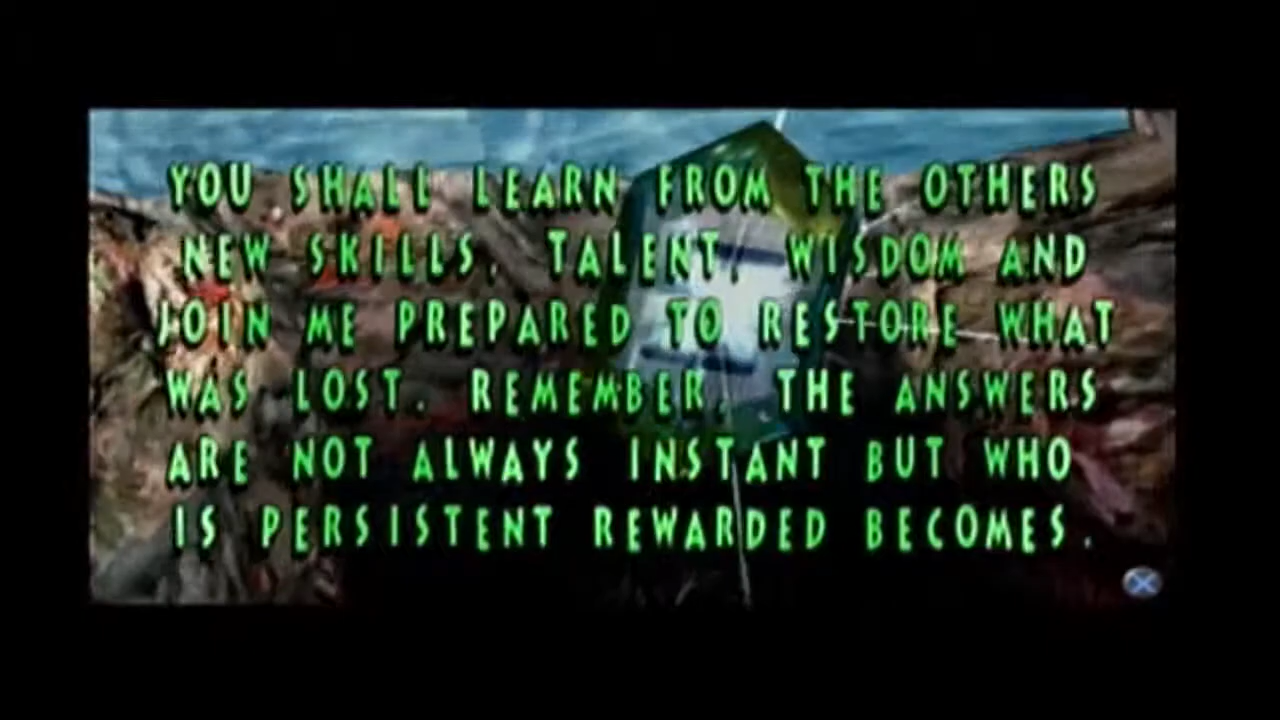 YOU SHALL LEARN FROM THE OTHERS
NEW SKILLS, TALENT, WISDOM AND
JOIN ME PREPARED TO RESTORE WHAT
WAS LOST. REMEMBER, THE ANSWERS
ARE NOT ALWAYS INSTANT BUT WHO
IS PERSISTENT REWARDED BECOMES.